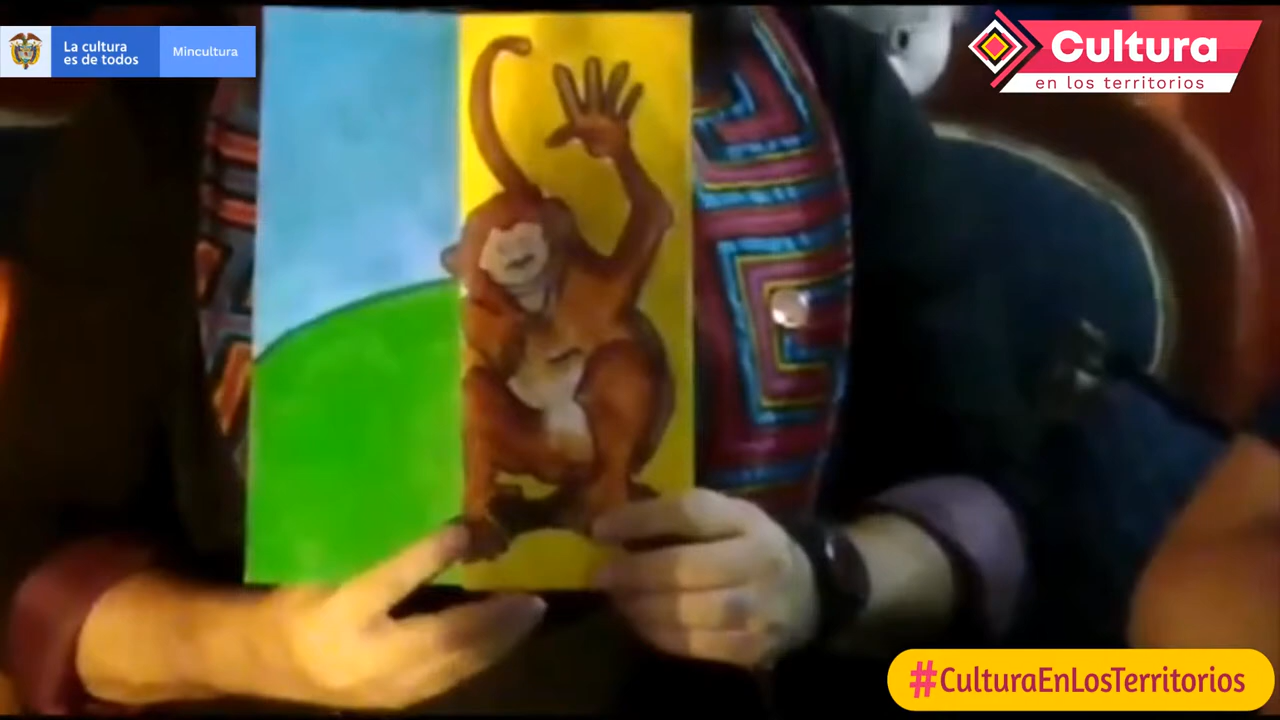 La cultura
es de todos
Mincultura
Cultura
en los territorios
#CulturaEnLosTerritorios